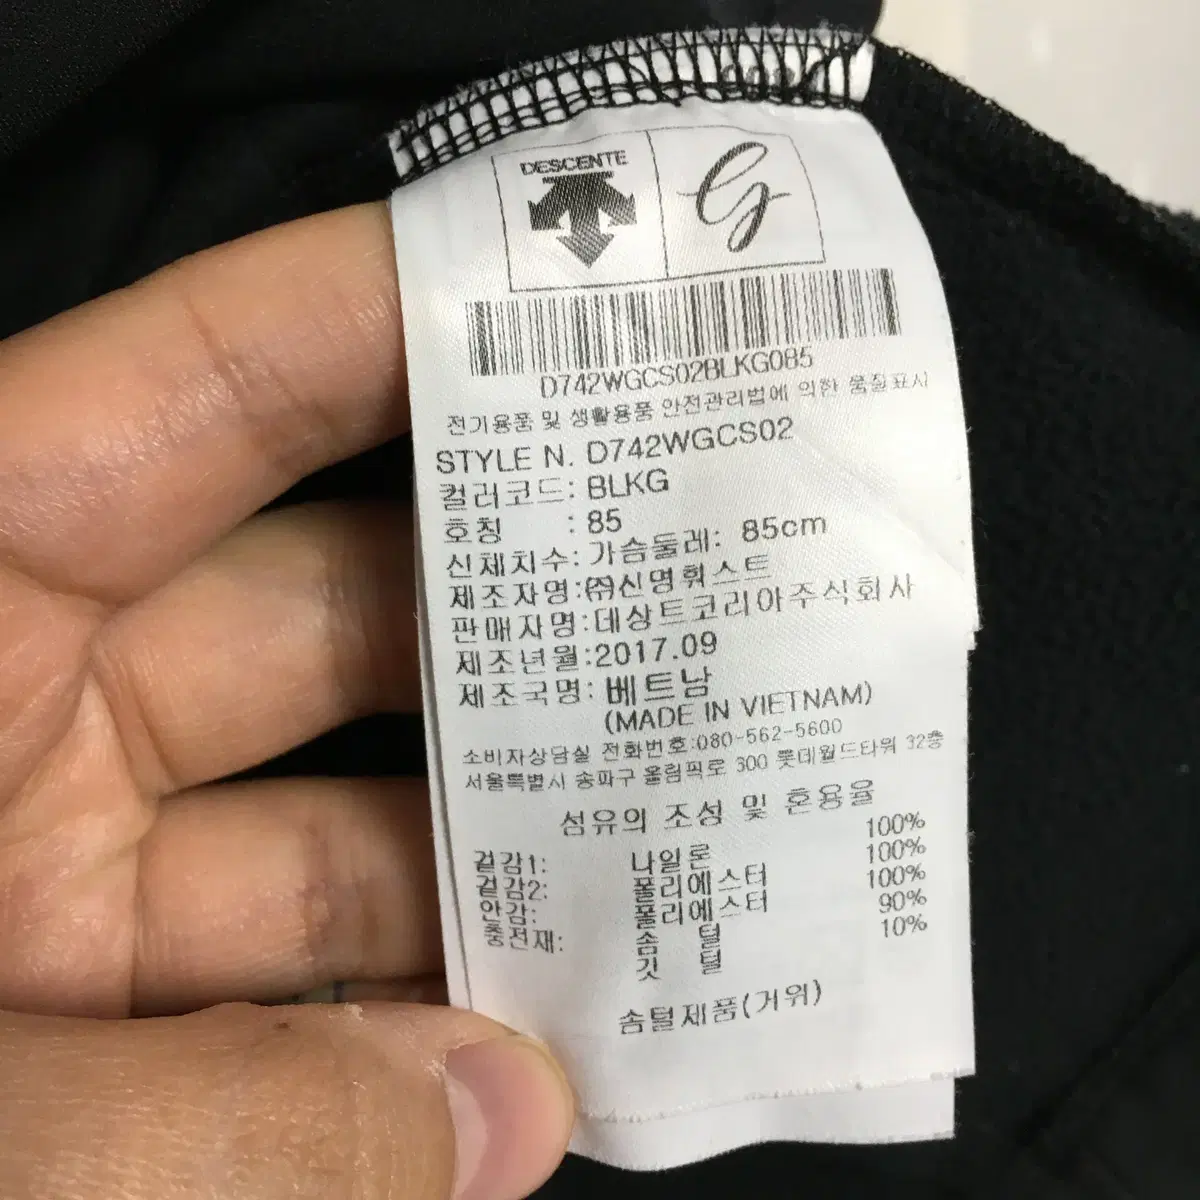 DESCENTE
G
D742WGCS02BLKG085
전기용품 및 생활용품 안전관리법에 의한 품질표시
STYLE N. D742WGCS02
컬러코드: BLKG
호칭 : 85
신체치수: 가슴둘레: 85cm
제조자명:㈜신영훠스트
판매자명:데상트코리아주식회사
제조년월:2017.09
제조국명: 베트남
(MADE IN VIETNAM)
소비자상담실 전화번호:080-562-5600
서울특별시 송파구 올림픽로 300 롯데월드타워 32층
섬유의 조성 및 혼용율
겉감1: 나일론 100%
겉감2: 폴리에스터 100%
안감: 폴리에스터 100%
충전재: 솜 털 90%
깃 털 10%
솜털제품(거위)